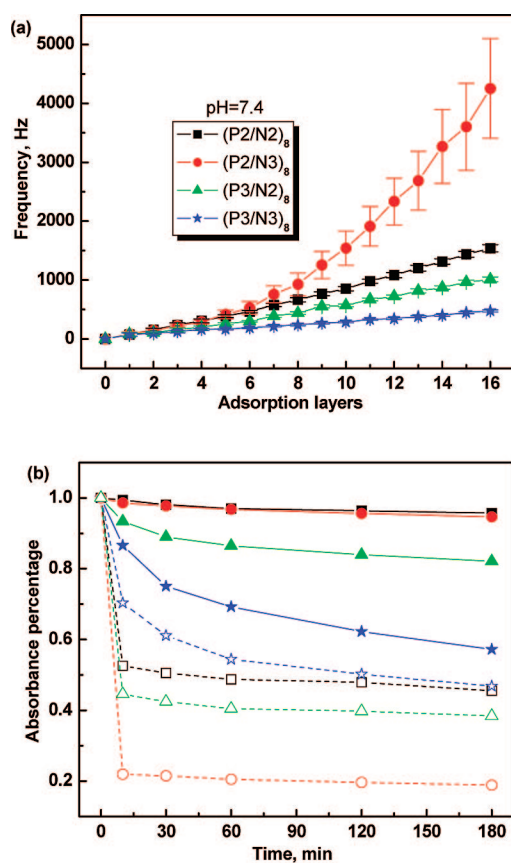 (a)
5000
4000
3000
2000
1000
0
Frequency, Hz
pH=7.4
(P2/N2)8
(P2/N3)8
(P3/N2)8
(P3/N3)8
0 2 4 6 8 10 12 14 16
Adsorption layers
(b)
1.0
0.8
0.6
0.4
0.2
Absorbance percentage
0 30 60 90 120 150 180
Time, min